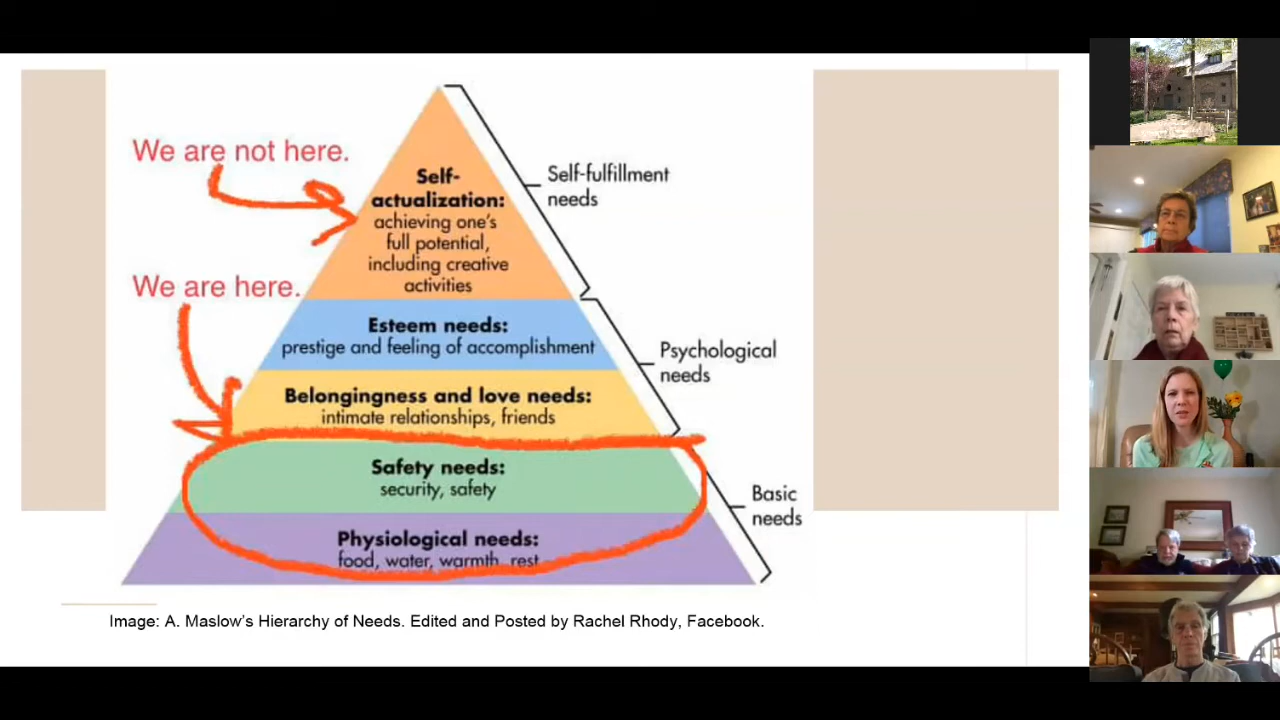 We are not here.
Self-
actualization:
achieving one's
full potential,
including creative
activities
Self-fulfillment
needs
We are here.
Esteem needs:
prestige and feeling of accomplishment
Psychological
needs
Belongingness and love needs:
intimate relationships, friends
Safety needs:
security, safety
Basic
needs
Physiological needs:
food, water, warmth, rest
Image: A. Maslow's Hierarchy of Needs. Edited and Posted by Rachel Rhody, Facebook.